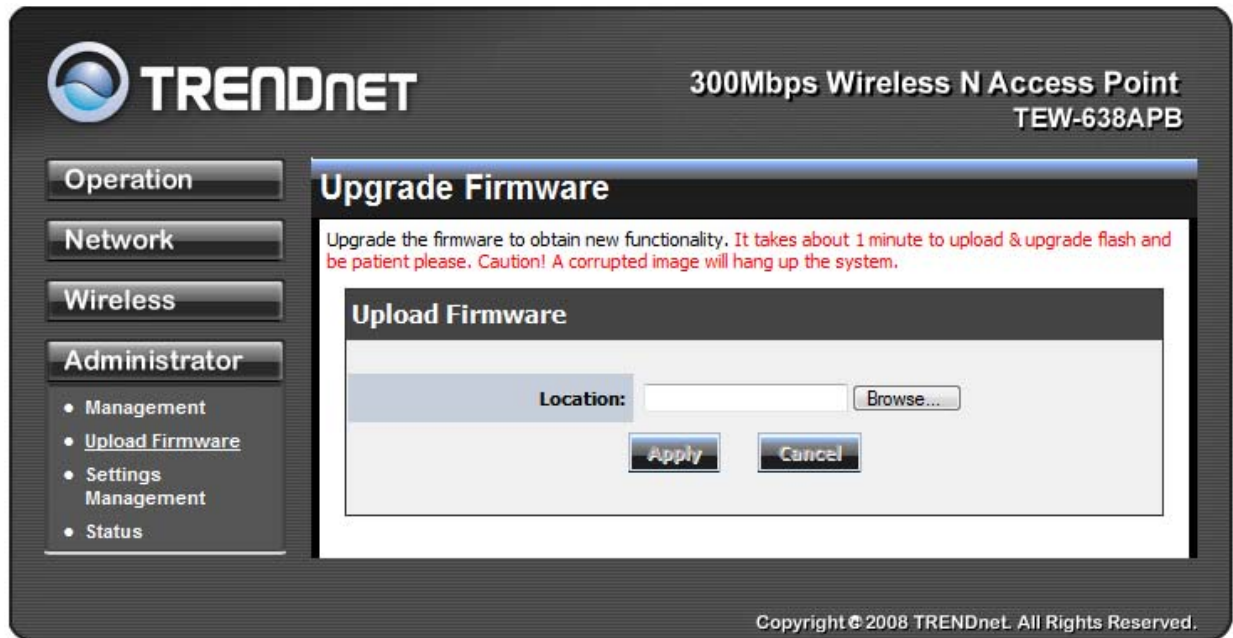 TRENDnet
300Mbps Wireless N Access Point
TEW-638APB
Operation
Network
Wireless
Administrator
• Management
• Upload Firmware
• Settings
Management
• Status
Upgrade Firmware
Upgrade the firmware to obtain new functionality. It takes about 1 minute to upload & upgrade flash and
be patient please. Caution! A corrupted image will hang up the system.
Upload Firmware
Location: Browse...
Apply Cancel
Copyright © 2008 TRENDnet. All Rights Reserved.